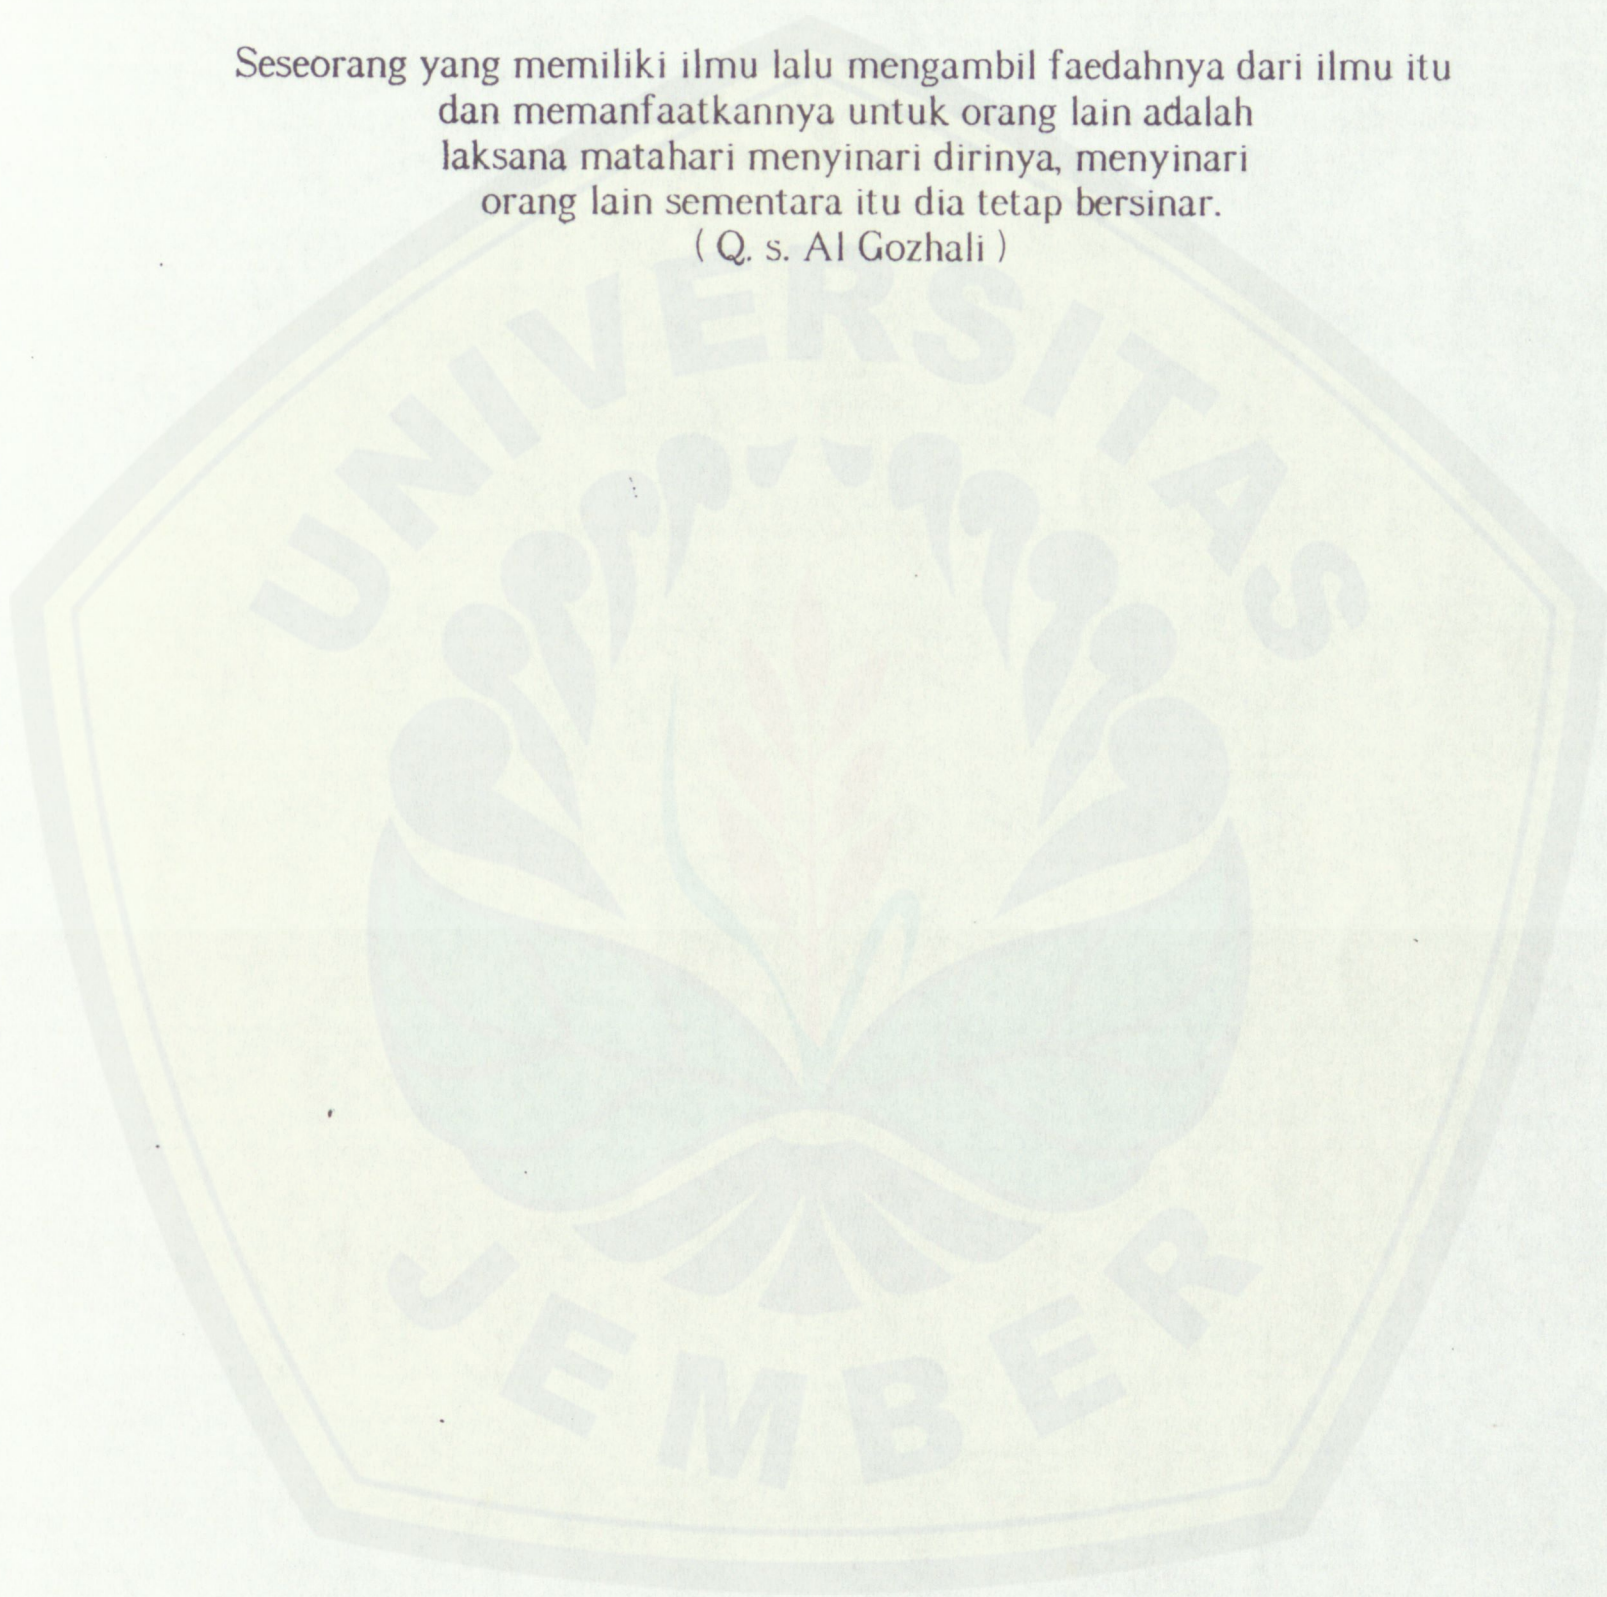 Seseorang yang memiliki ilmu lalu mengambil faedahnya dari ilmu itu
dan memanfaatkannya untuk orang lain adalah
laksana matahari menyinari dirinya, menyinari
orang lain sementara itu dia tetap bersinar.
( Q. s. Al Gozhali )
UNIVERSITAS
JEMBER